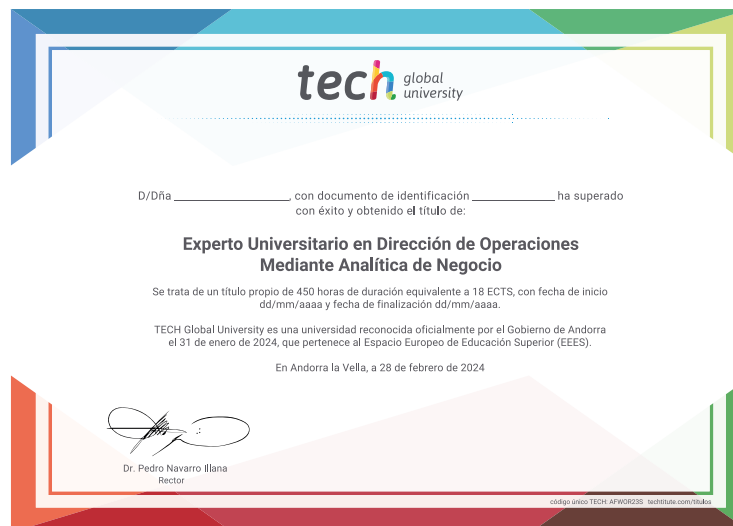 tech global university
D/Dña ______________, con documento de identificación ____________ ha superado
con éxito y obtenido el título de:
Experto Universitario en Dirección de Operaciones
Mediante Analítica de Negocio
Se trata de un título propio de 450 horas de duración equivalente a 18 ECTS, con fecha de inicio
dd/mm/aaaa y fecha de finalización dd/mm/aaaa.
TECH Global University es una universidad reconocida oficialmente por el Gobierno de Andorra
el 31 de enero de 2024, que pertenece al Espacio Europeo de Educación Superior (EEES).
En Andorra la Vella, a 28 de febrero de 2024
Dr. Pedro Navarro Illana
Rector
código único TECH: AFWOR23S techtitute.com/titulos